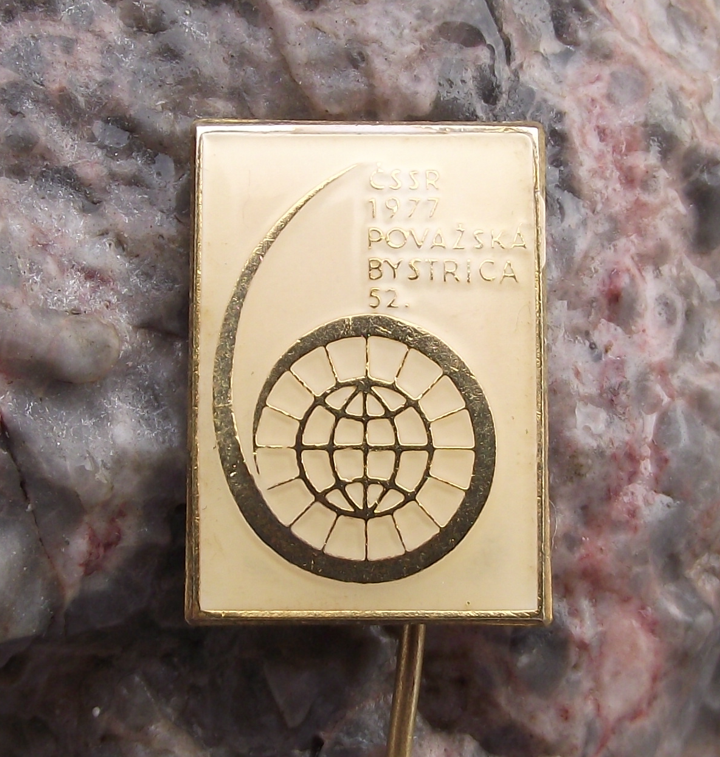 ČSSR
1977
POVAŽSKÁ
BYSTRICA
52.